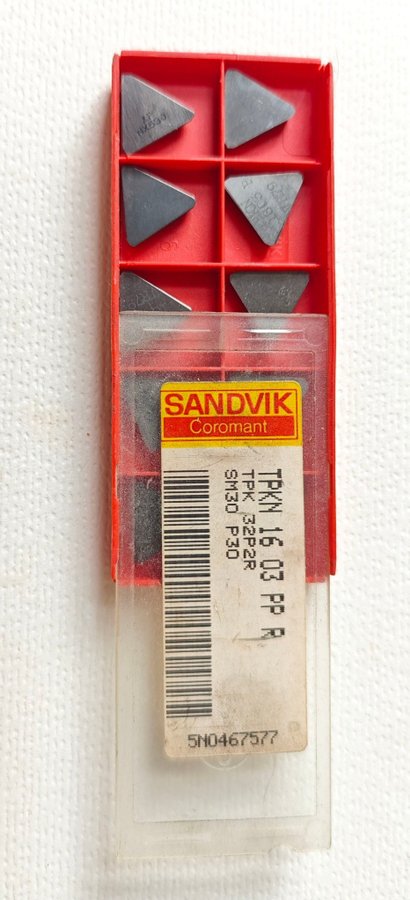 SANDVIK
Coromant
TPKN 16 03 PP R
TPK 32P2R
SM30 P30
5N0467577